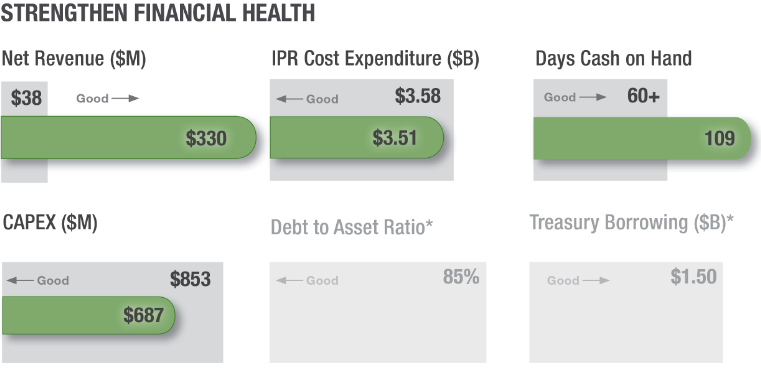 STRENGTHEN FINANCIAL HEALTH
Net Revenue ($M)
$38 Good
$330
IPR Cost Expenditure ($B)
Good $3.58
$3.51
Days Cash on Hand
Good 60+
109
CAPEX ($M)
Good $853
$687
Debt to Asset Ratio*
Good 85%
Treasury Borrowing ($B)*
Good $1.50